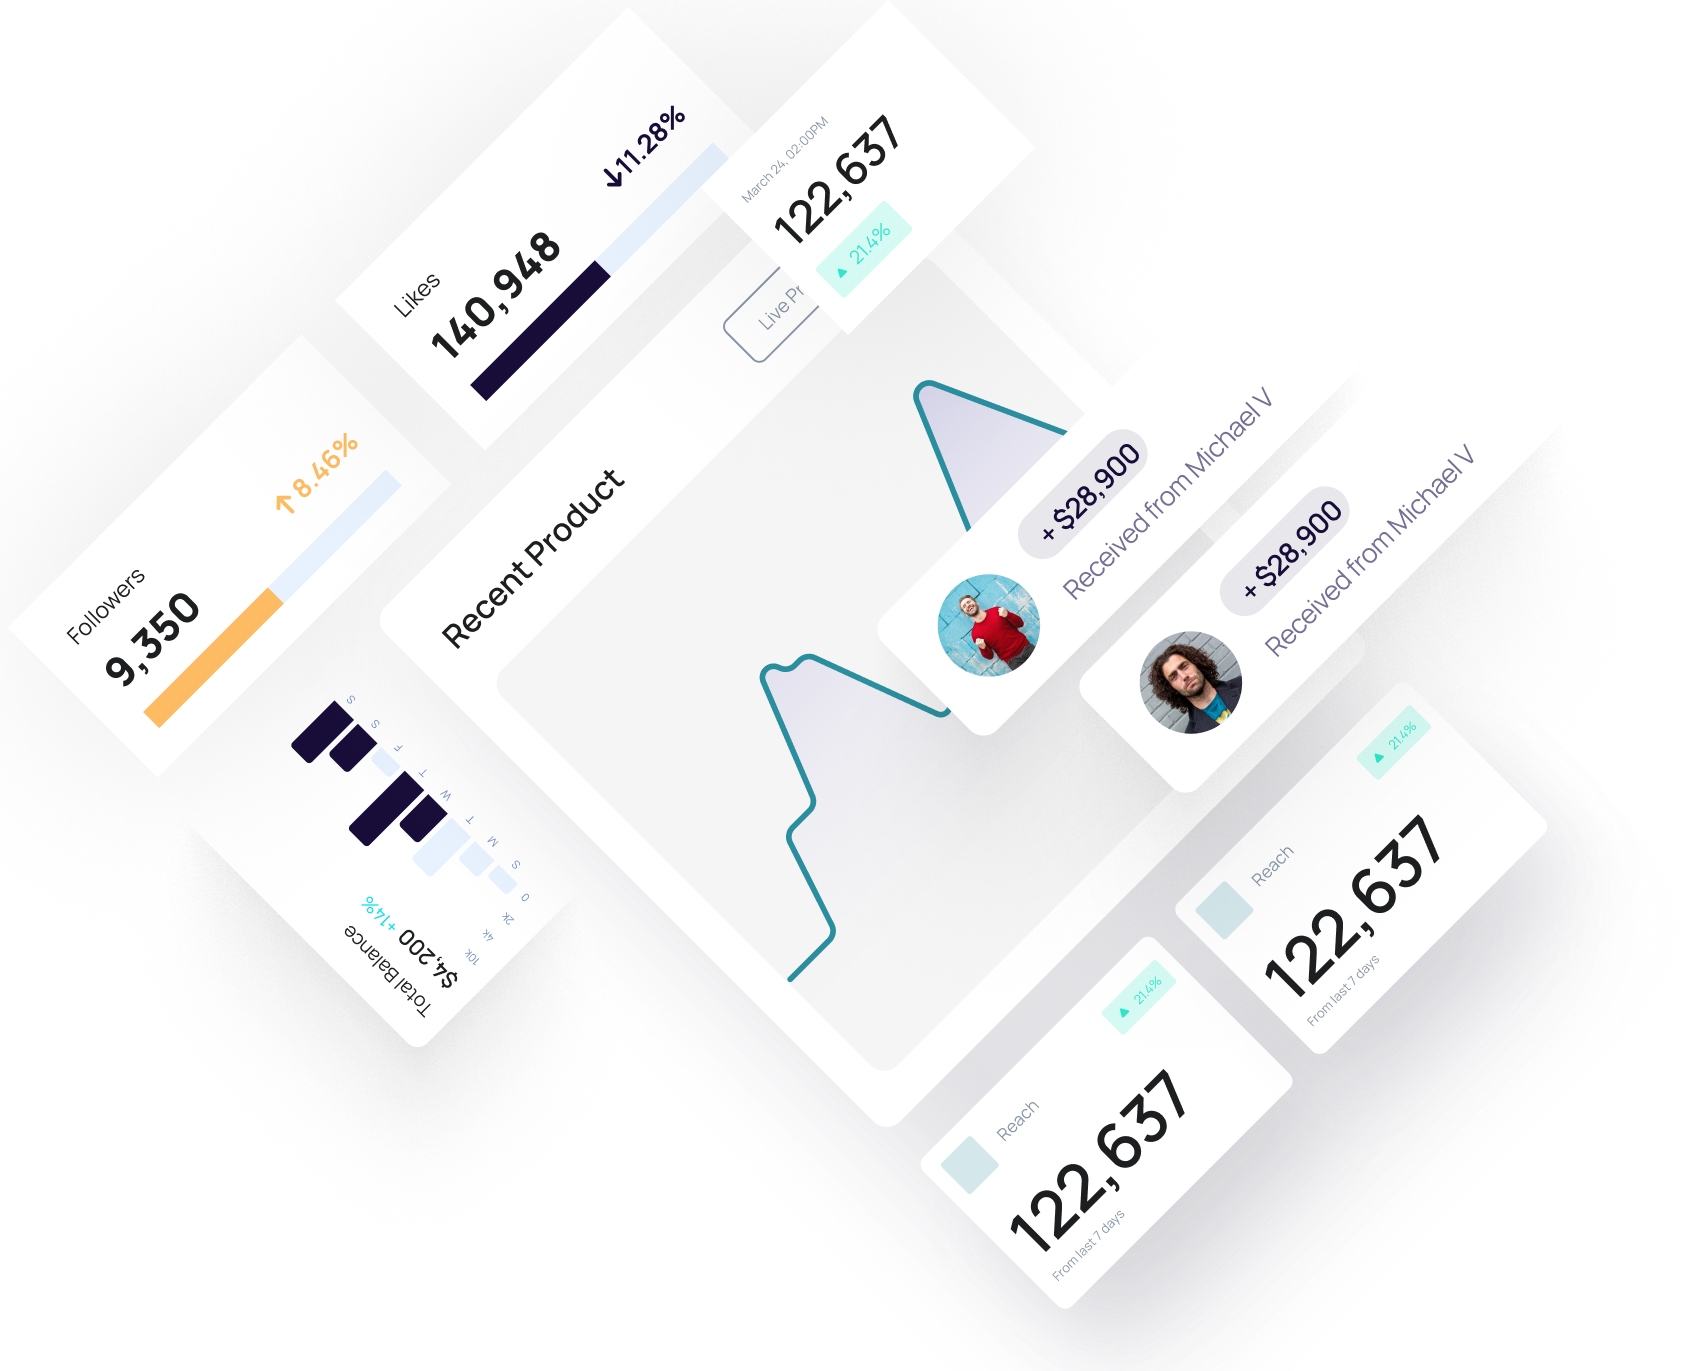 Likes
140,948
11.28%
March 24, 02:00PM
122,637
21.4%
Followers
9,350
8.46%
Recent Product
Live Pr
+ $28,900
Received from Michael V
+ $28,900
Received from Michael V
Total Balance
$4,200 +14%
10k
4k
2k
0
S M T W T F S S
Reach
21.4%
122,637
From last 7 days
Reach
21.4%
122,637
From last 7 days